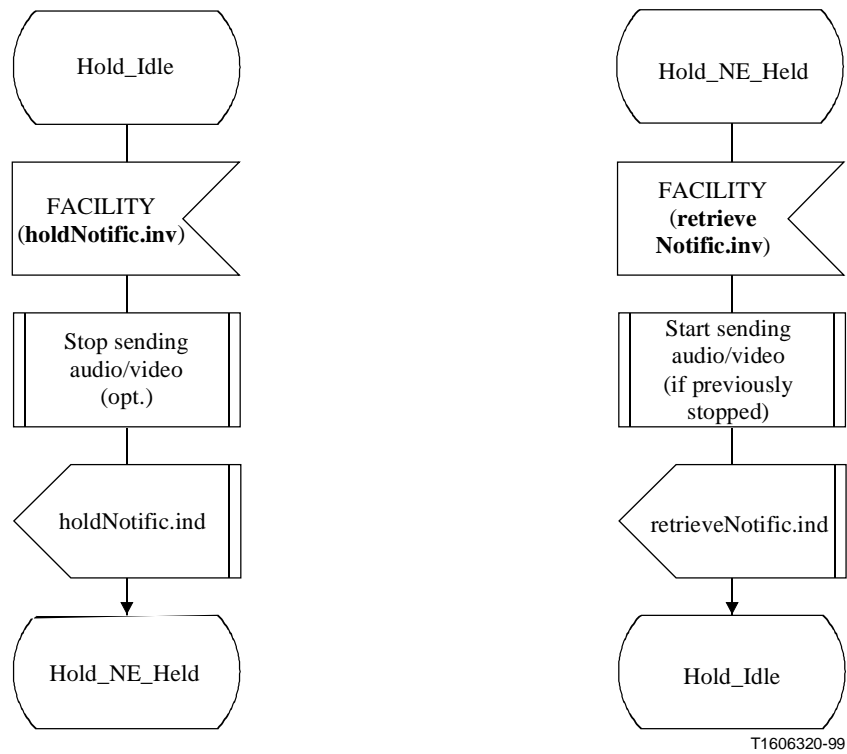 Hold_Idle
FACILITY
(holdNotific.inv)
Stop sending
audio/video
(opt.)
holdNotific.ind
Hold_NE_Held
Hold_NE_Held
FACILITY
(retrieve
Notific.inv)
Start sending
audio/video
(if previously
stopped)
retrieveNotific.ind
Hold_Idle
T1606320-99